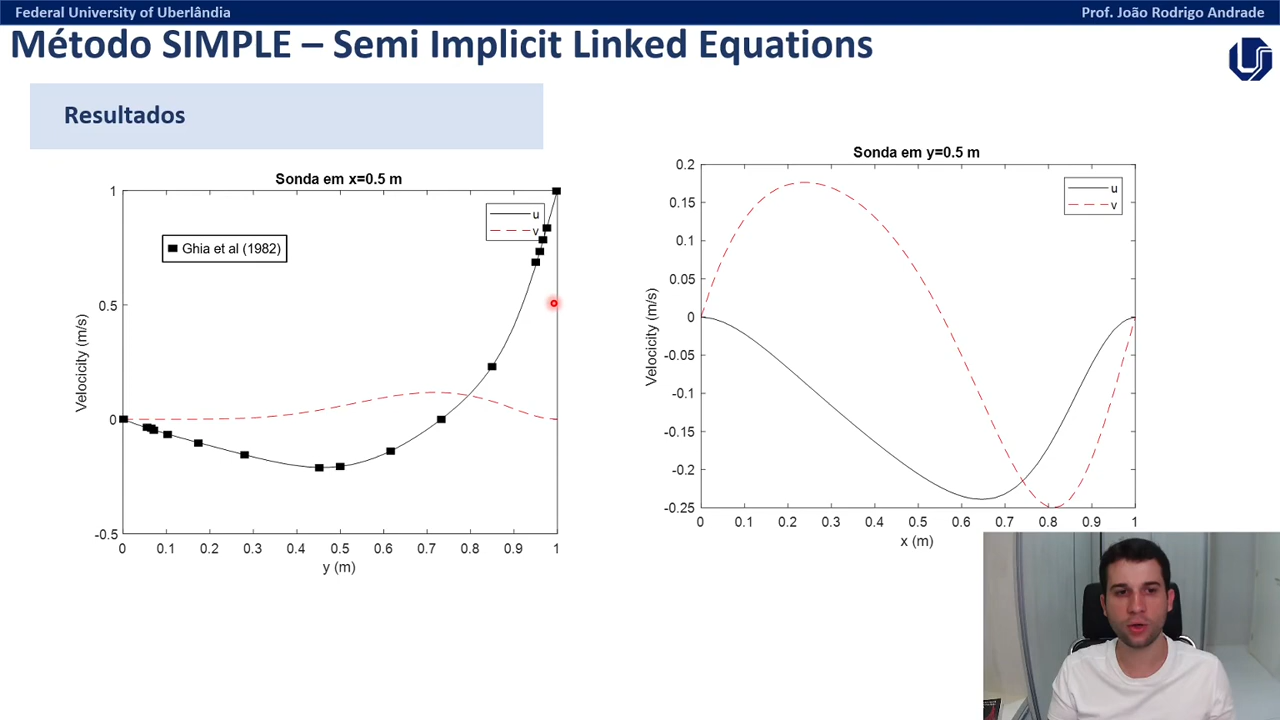 Federal University of Uberlândia
Prof. João Rodrigo Andrade
Método SIMPLE – Semi Implicit Linked Equations
Resultados
Sonda em x=0.5 m
1
0.5
0
-0.5
Velocicity (m/s)
u
v
Ghia et al (1982)
0 0.1 0.2 0.3 0.4 0.5 0.6 0.7 0.8 0.9 1
y (m)
Sonda em y=0.5 m
0.2
0.15
0.1
0.05
0
-0.05
-0.1
-0.15
-0.2
-0.25
Velocicity (m/s)
u
v
0 0.1 0.2 0.3 0.4 0.5 0.6 0.7 0.8 0.9 1
x (m)